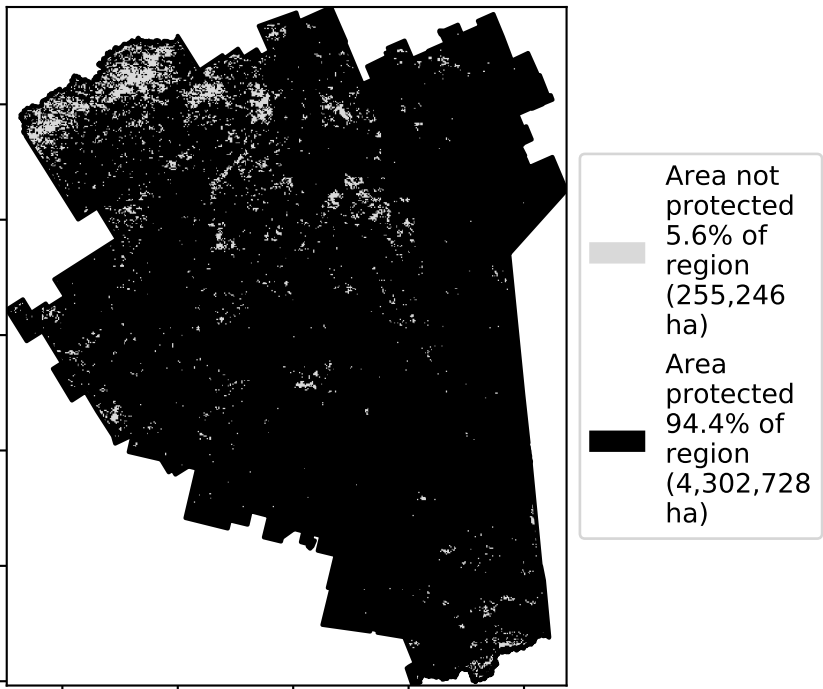 Area not
protected
5.6% of
region
(255,246
ha)
Area
protected
94.4% of
region
(4,302,728
ha)